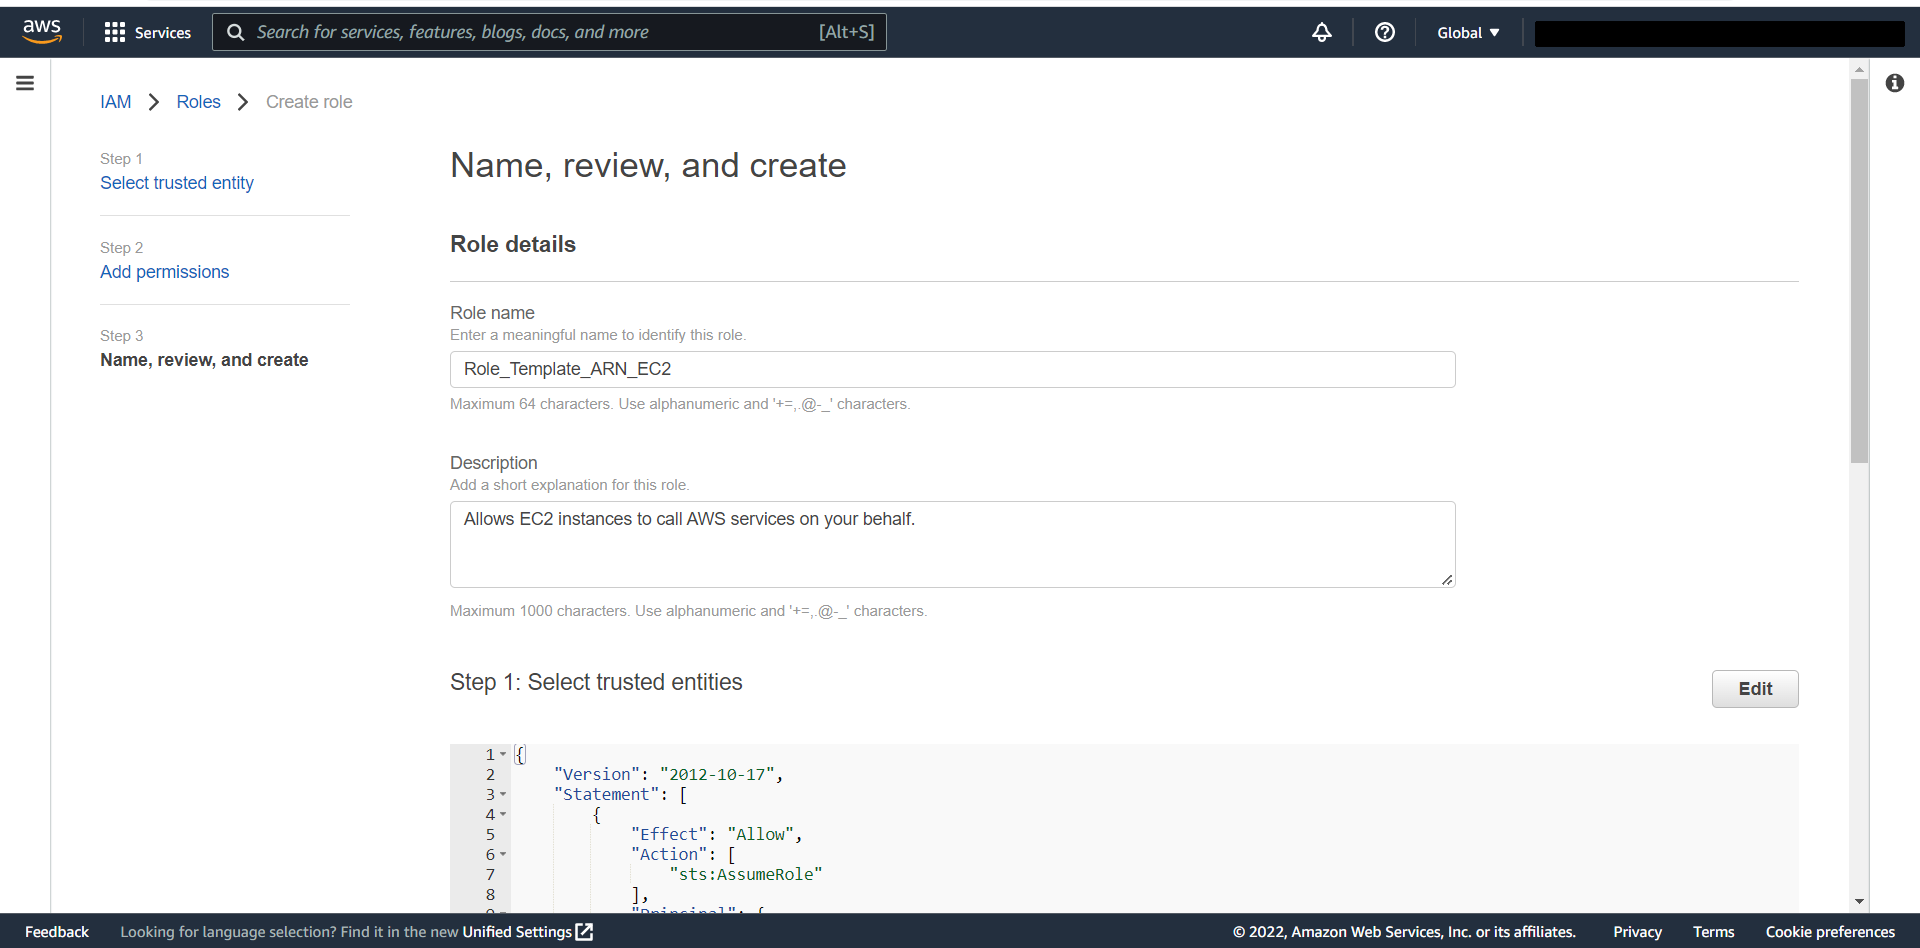 aws
Services
Search for services, features, blogs, docs, and more [Alt+S]
Global ▼
IAM > Roles > Create role
Step 1
Select trusted entity
Step 2
Add permissions
Step 3
Name, review, and create
Name, review, and create
Role details
Role name
Enter a meaningful name to identify this role.
Role_Template_ARN_EC2
Maximum 64 characters. Use alphanumeric and '+=,.@-_' characters.
Description
Add a short explanation for this role.
Allows EC2 instances to call AWS services on your behalf.
Maximum 1000 characters. Use alphanumeric and '+=,.@-_' characters.
Step 1: Select trusted entities
Edit
1 {
2 "Version": "2012-10-17",
3 "Statement": [
4 {
5 "Effect": "Allow",
6 "Action": [
7 "sts:AssumeRole"
8 ],
9 "Principal": {
Feedback
Looking for language selection? Find it in the new Unified Settings
© 2022, Amazon Web Services, Inc. or its affiliates.
Privacy
Terms
Cookie preferences